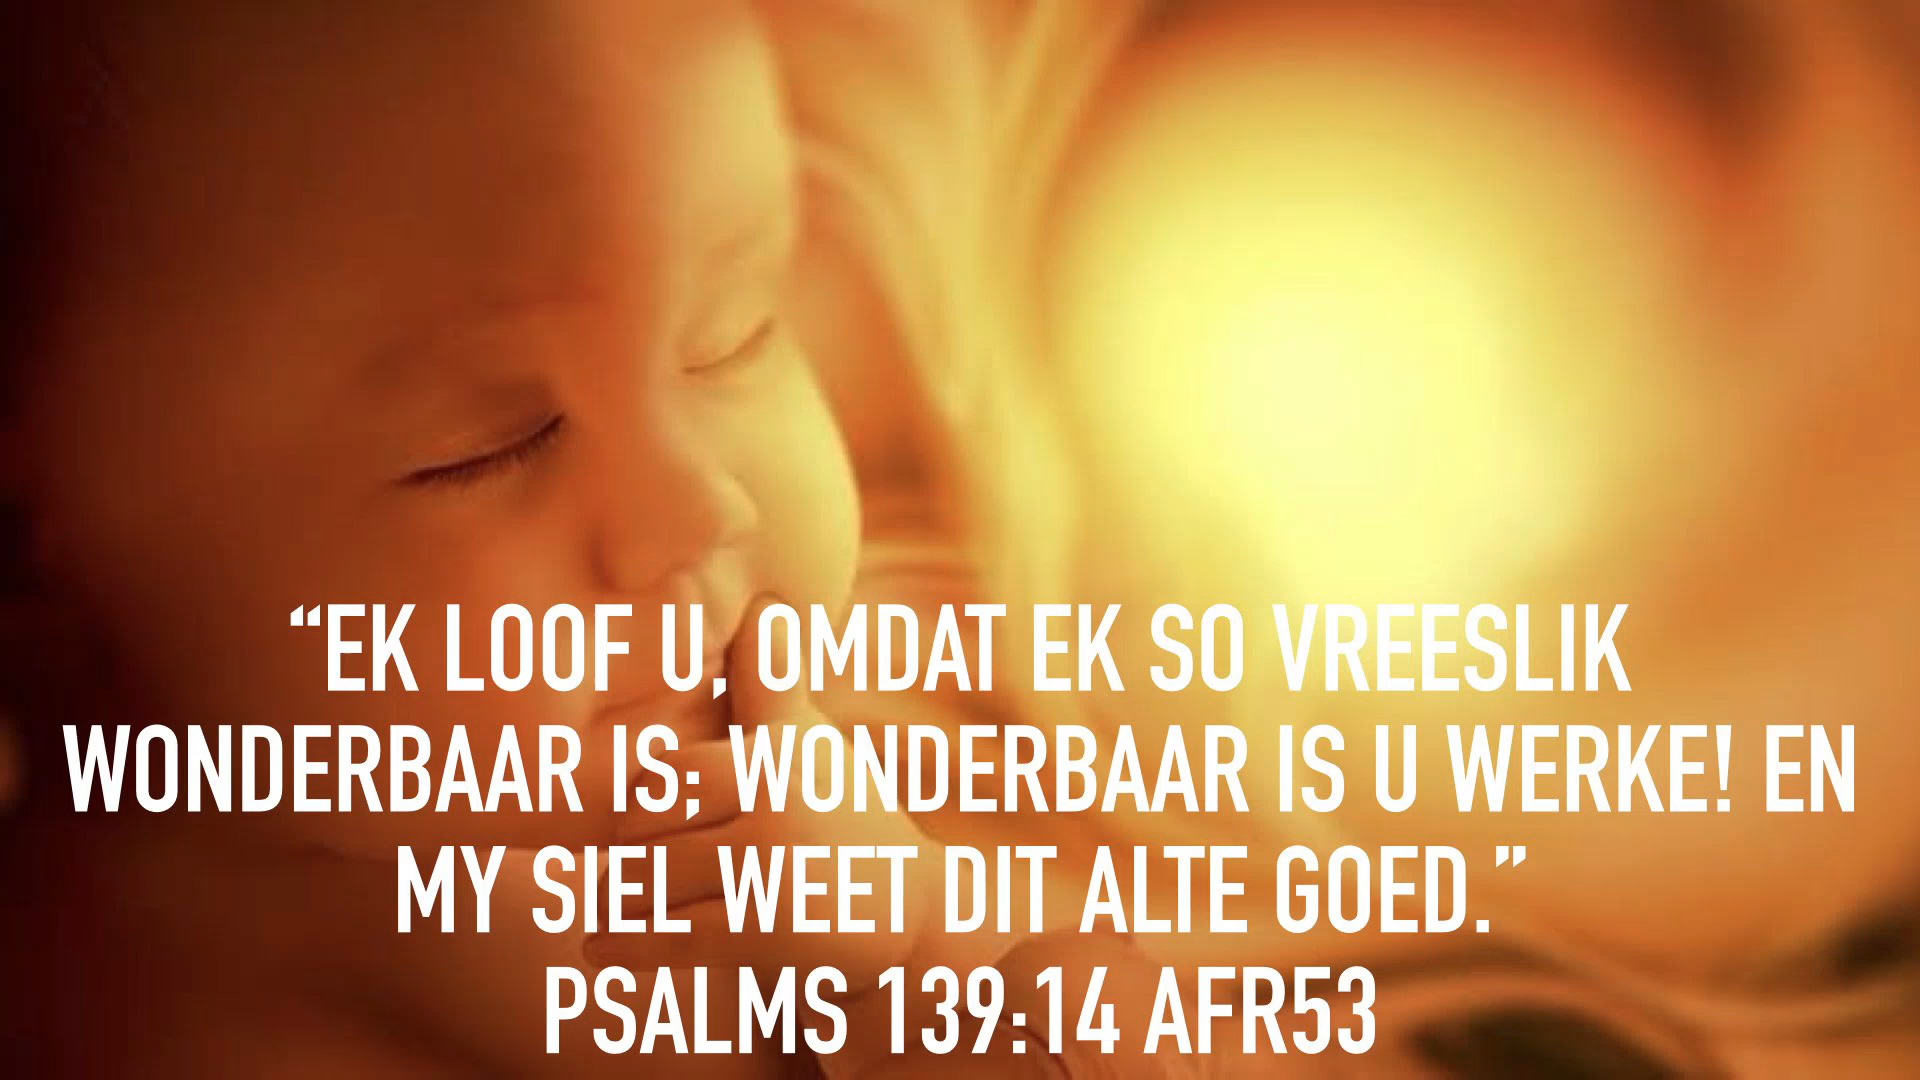 “EK LOOF U, OMDAT EK SO VREESLIK
WONDERBAAR IS; WONDERBAAR IS U WERKE! EN
MY SIEL WEET DIT ALTE GOED.”
PSALMS 139:14 AFR53